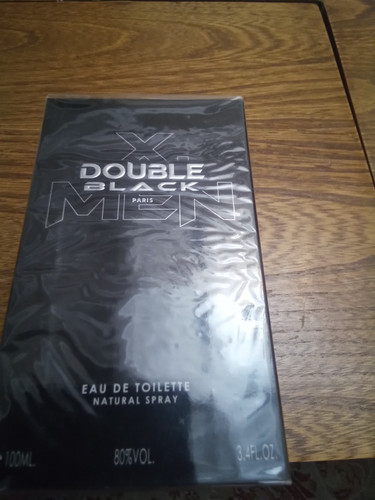 X-
DOUBLE
BLACK
MEN
PARIS
EAU DE TOILETTE
NATURAL SPRAY
100ML. 80%VOL. 3.4FL.OZ.